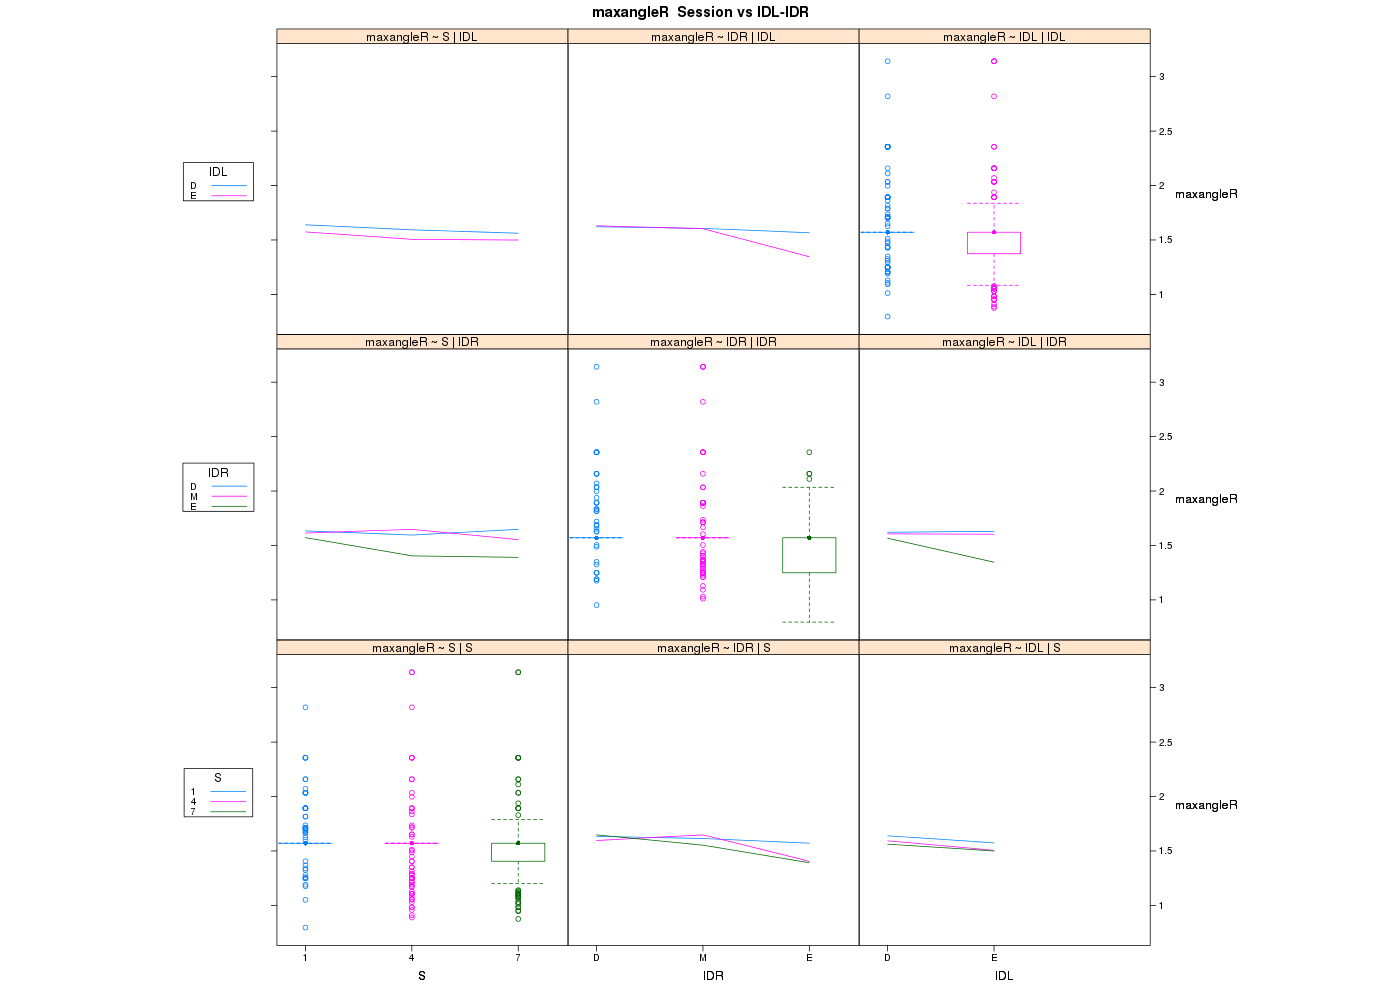 maxangleR  Session vs IDL-IDR
maxangleR ~ S | IDL
maxangleR ~ IDR | IDL
maxangleR ~ IDL | IDL
IDL
D
E
3
2.5
2
1.5
1
maxangleR
maxangleR ~ S | IDR
maxangleR ~ IDR | IDR
maxangleR ~ IDL | IDR
IDR
D
M
E
3
2.5
2
1.5
1
maxangleR
maxangleR ~ S | S
maxangleR ~ IDR | S
maxangleR ~ IDL | S
S
1
4
7
3
2.5
2
1.5
1
maxangleR
1 4 7
D M E
D E
S
IDR
IDL